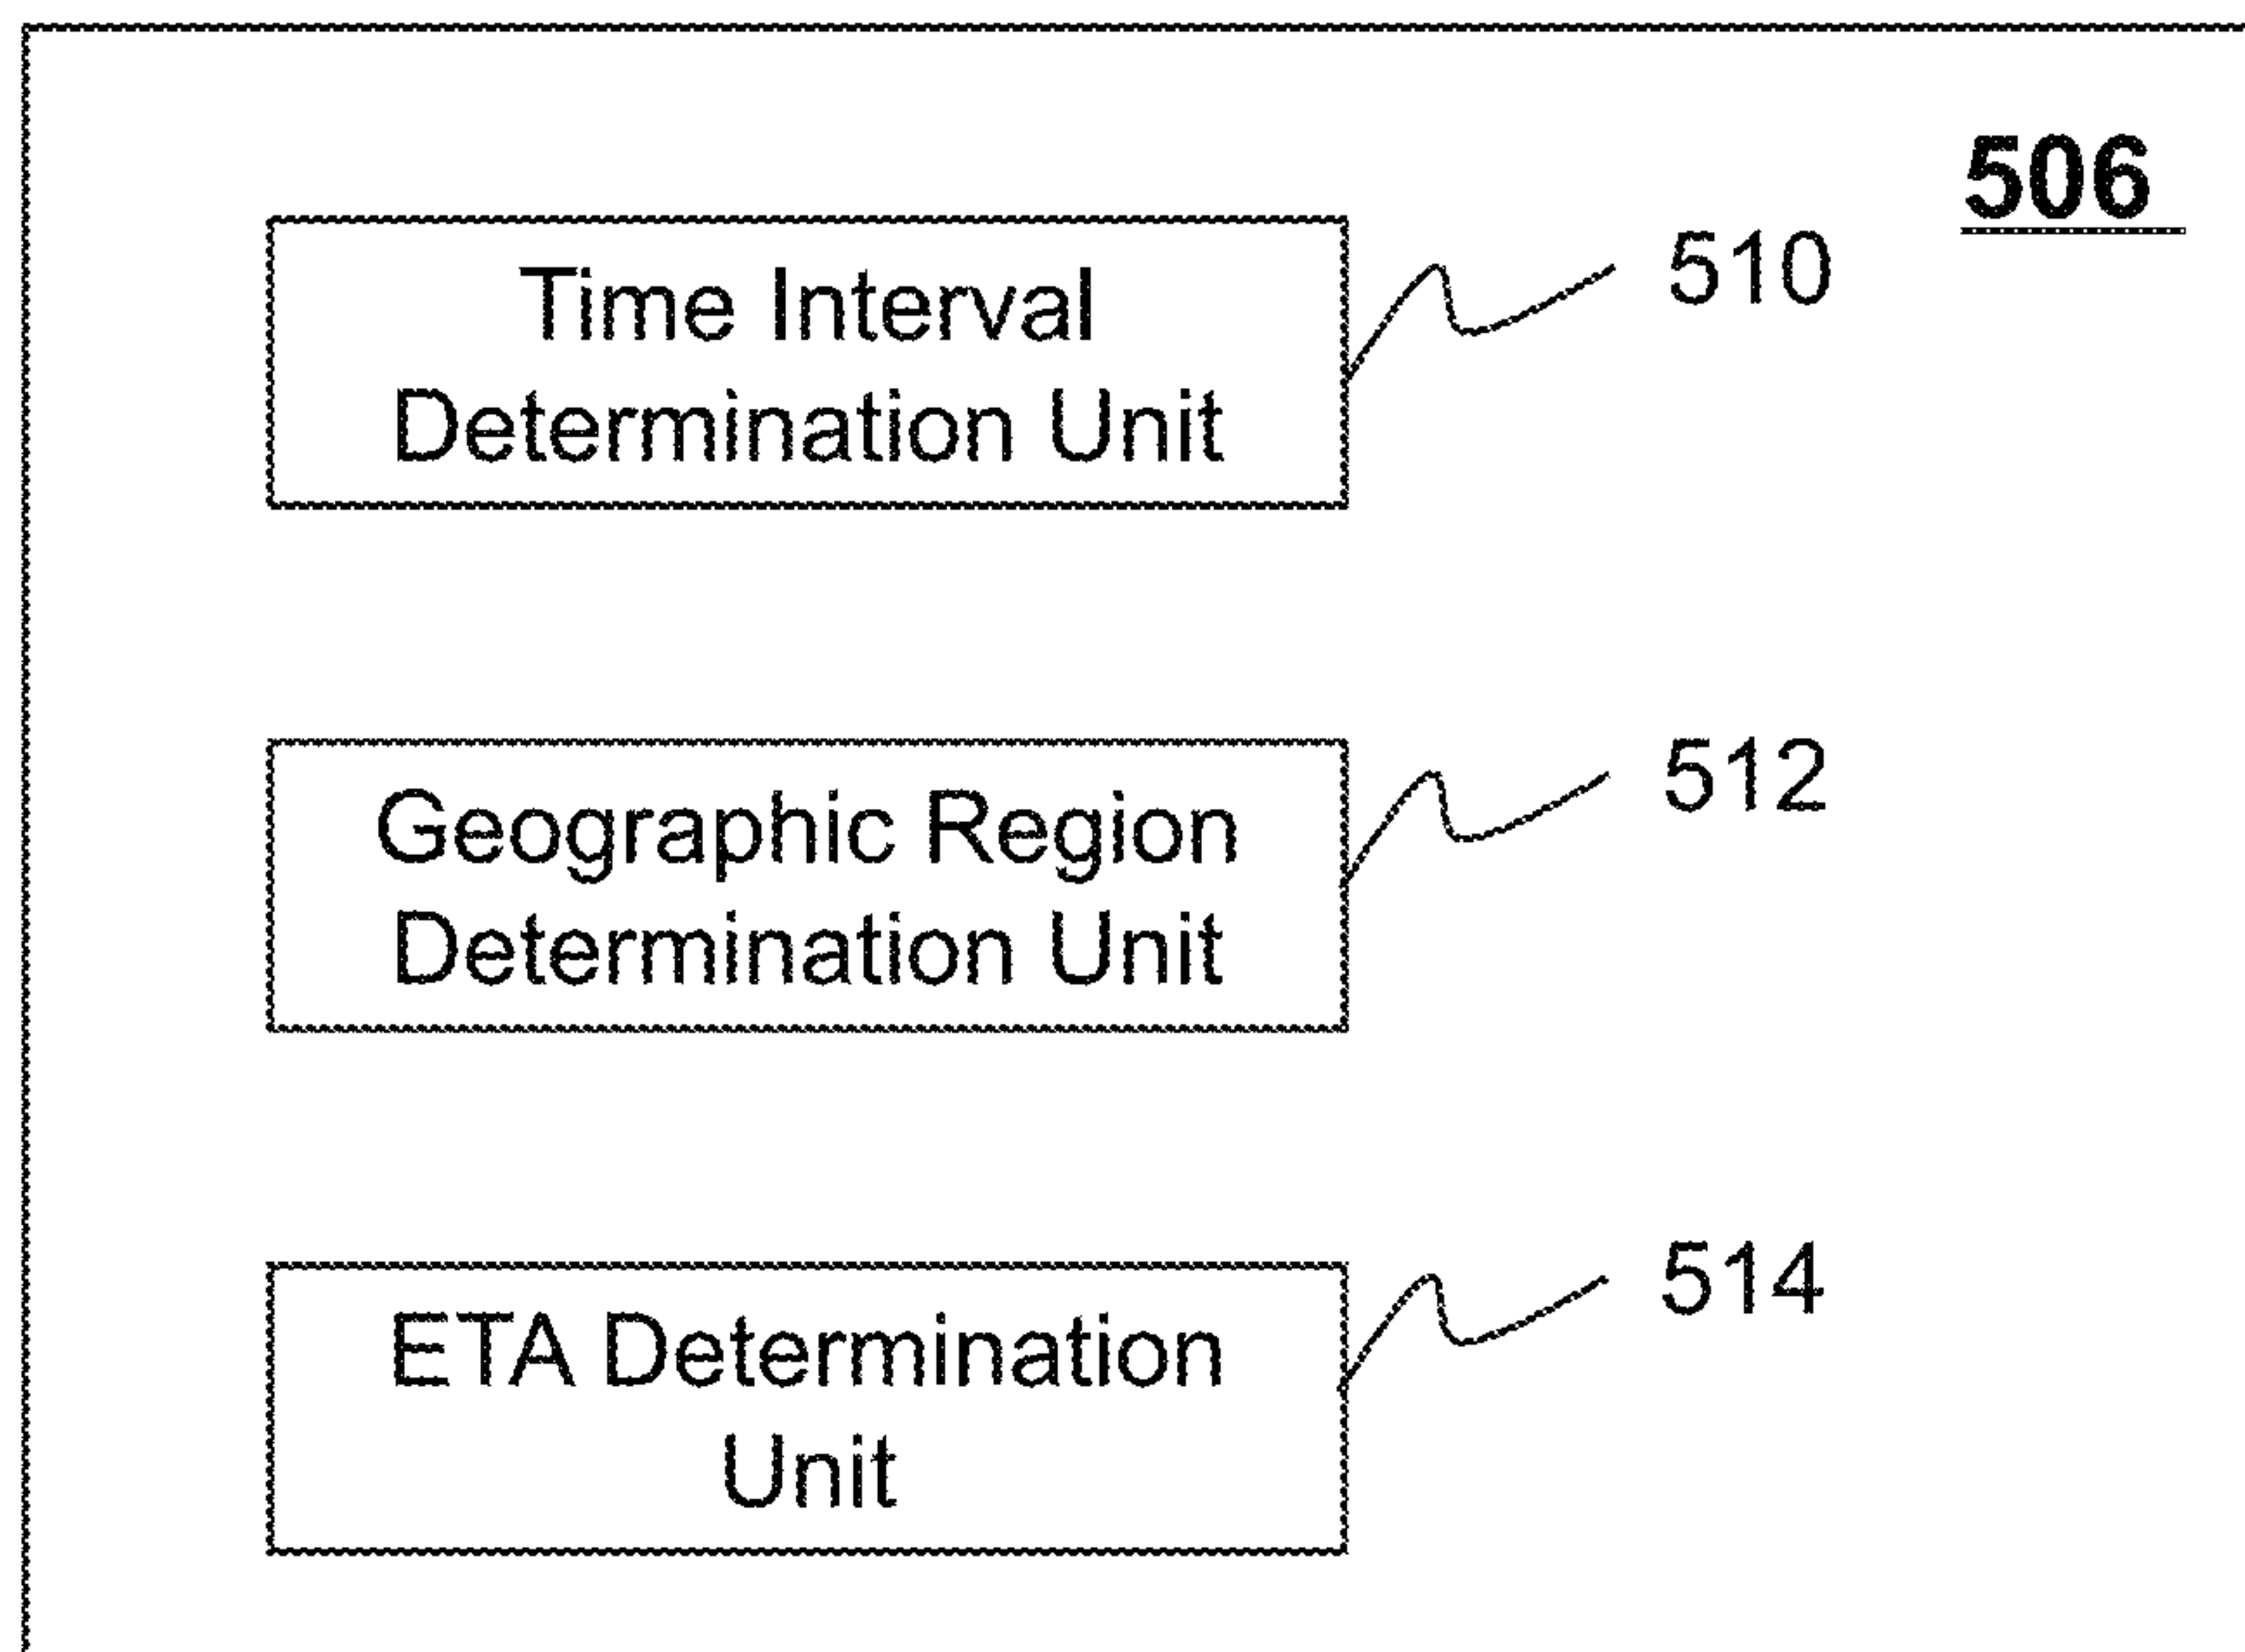 506
Time Interval
Determination Unit
510
Geographic Region
Determination Unit
512
ETA Determination
Unit
514